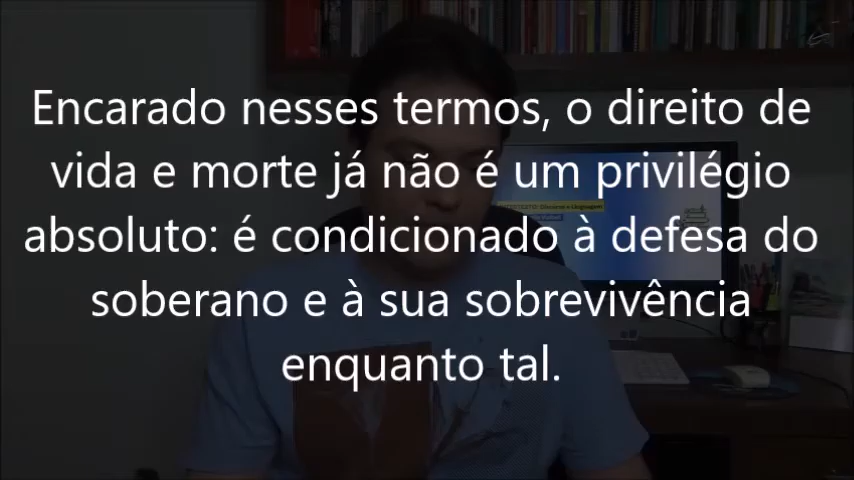 Encarado nesses termos, o direito de
vida e morte já não é um privilégio
absoluto: é condicionado à defesa do
soberano e à sua sobrevivência
enquanto tal.